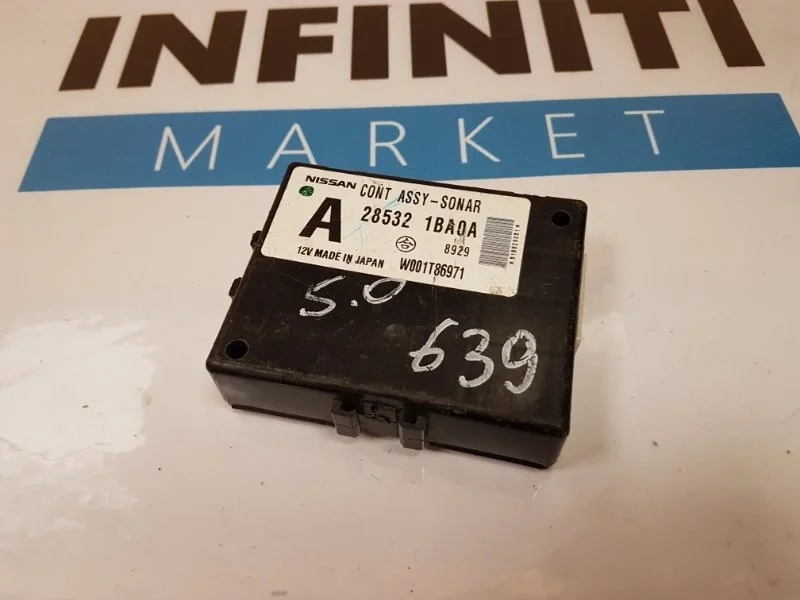 INFINITI
MARKET
NISSAN CONT ASSY-SONAR
A 28532 1BA0A
8929
12V MADE IN JAPAN W001T86971
5.0
639